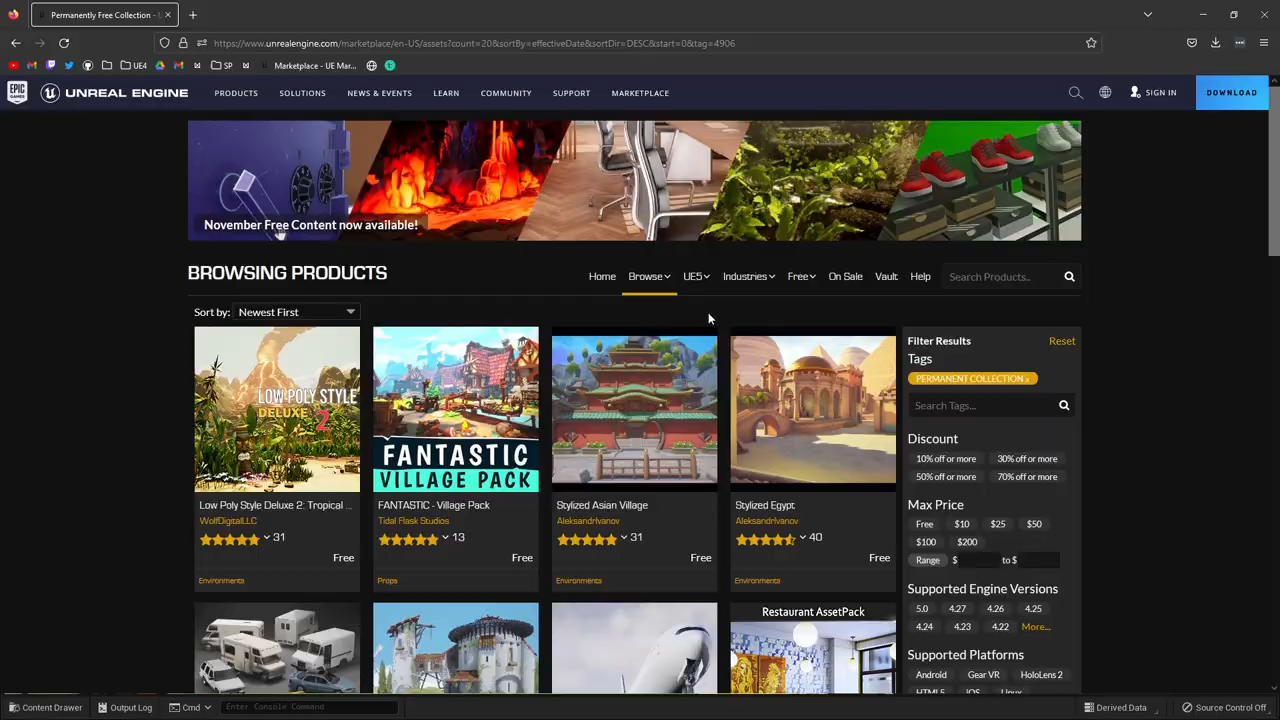 Permanently Free Collection - U
https://www.unrealengine.com/marketplace/en-US/assets?count=20&sortBy=effectiveDate&sortDir=DESC&start=0&tag=4906
UE4
SP
Marketplace - UE Mar...
EPIC GAMES
UNREAL ENGINE
PRODUCTS
SOLUTIONS
NEWS & EVENTS
LEARN
COMMUNITY
SUPPORT
MARKETPLACE
SIGN IN
DOWNLOAD
November Free Content now available!
BROWSING PRODUCTS
Home
Browse
UE5
Industries
Free
On Sale
Vault
Help
Search Products..
Sort by: Newest First
LOW POLY STYLE
DELUXE 2
Low Poly Style Deluxe 2: Tropical ...
WolfDigitalLLC
31
Free
Environments
FANTASTIC
VILLAGE PACK
FANTASTIC - Village Pack
Tidal Flask Studios
13
Free
Props
Stylized Asian Village
AleksandrIvanov
31
Free
Environments
Stylized Egypt
AleksandrIvanov
40
Free
Environments
Restaurant AssetPack
Filter Results
Reset
Tags
PERMANENT COLLECTION x
Search Tags...
Discount
10% off or more
30% off or more
50% off or more
70% off or more
Max Price
Free
$10
$25
$50
$100
$200
Range
$
to $
Supported Engine Versions
5.0
4.27
4.26
4.25
4.24
4.23
4.22
More...
Supported Platforms
Android
Gear VR
HoloLens 2
HTML5
iOS
Linux
Content Drawer
Output Log
Cmd
Enter Console Command
Derived Data
Source Control Off